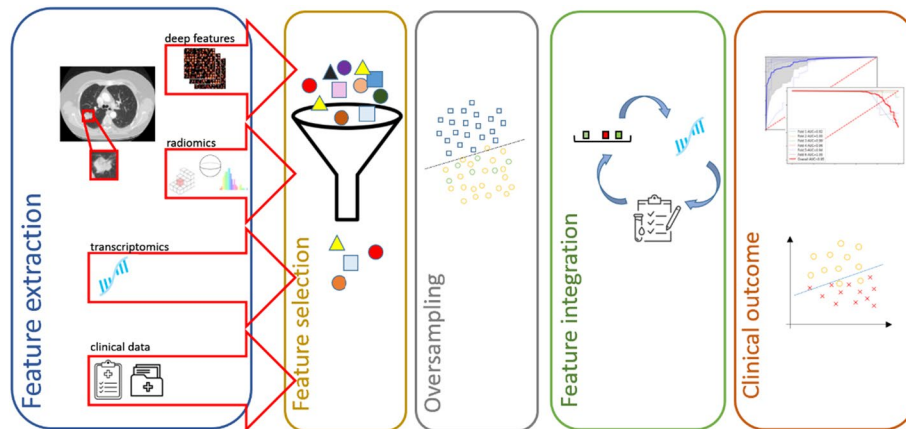 deep features
radiomics
transcriptomics
clinical data
Feature extraction
Feature selection
Oversampling
Feature integration
Clinical outcome